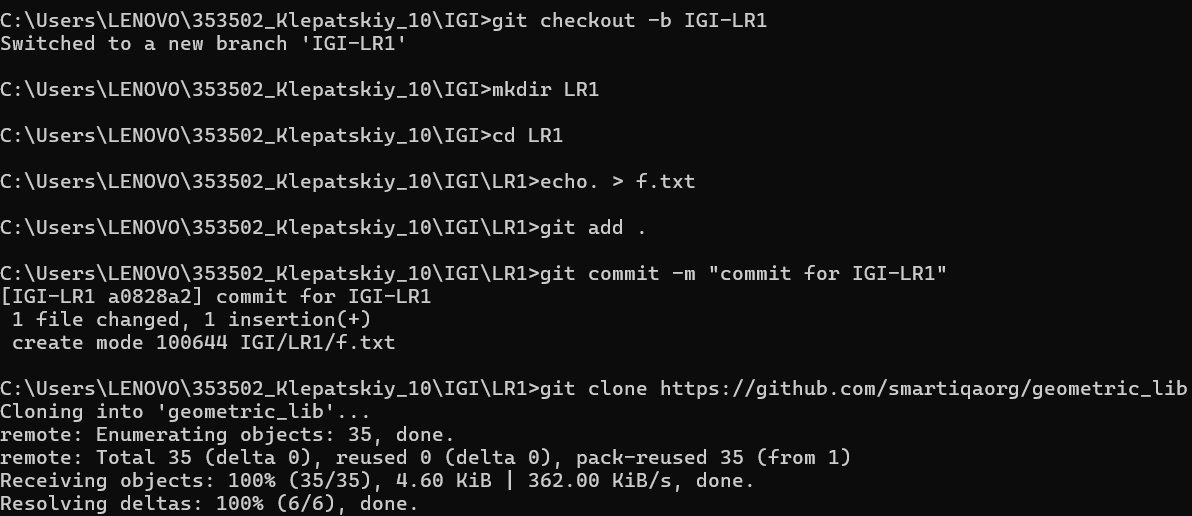 C:\Users\LENOVO\353502_Klepatskiy_10\IGI>git checkout -b IGI-LR1
Switched to a new branch 'IGI-LR1'
C:\Users\LENOVO\353502_Klepatskiy_10\IGI>mkdir LR1
C:\Users\LENOVO\353502_Klepatskiy_10\IGI>cd LR1
C:\Users\LENOVO\353502_Klepatskiy_10\IGI\LR1>echo. > f.txt
C:\Users\LENOVO\353502_Klepatskiy_10\IGI\LR1>git add .
C:\Users\LENOVO\353502_Klepatskiy_10\IGI\LR1>git commit -m "commit for IGI-LR1"
[IGI-LR1 a0828a2] commit for IGI-LR1
 1 file changed, 1 insertion(+)
 create mode 100644 IGI/LR1/f.txt
C:\Users\LENOVO\353502_Klepatskiy_10\IGI\LR1>git clone https://github.com/smartiqaorg/geometric_lib
Cloning into 'geometric_lib'...
remote: Enumerating objects: 35, done.
remote: Total 35 (delta 0), reused 0 (delta 0), pack-reused 35 (from 1)
Receiving objects: 100% (35/35), 4.60 KiB | 362.00 KiB/s, done.
Resolving deltas: 100% (6/6), done.